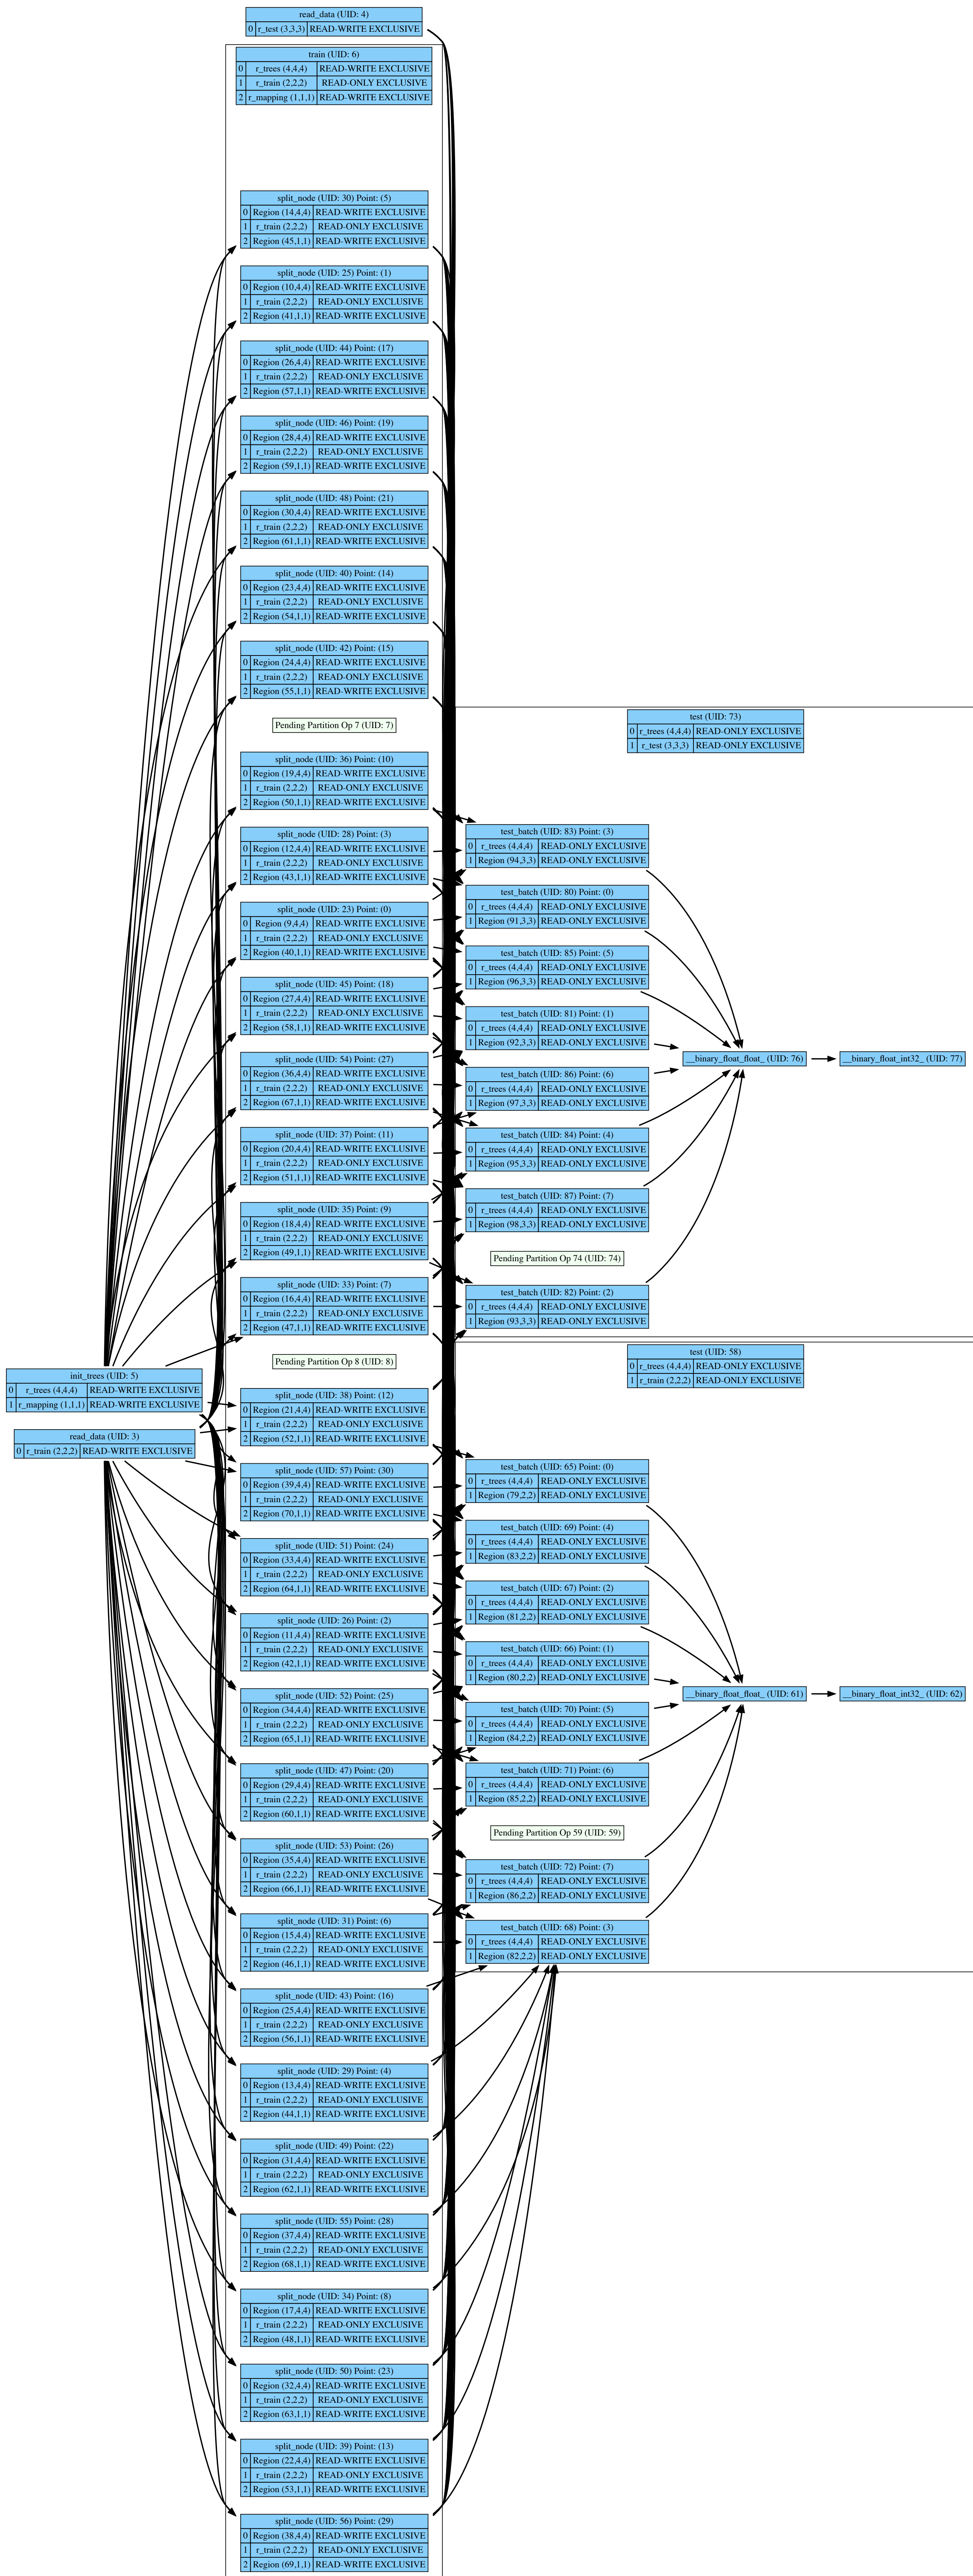 read_data (UID: 4)
0 r_test (3,3,3) READ-WRITE EXCLUSIVE
train (UID: 6)
0 r_trees (4,4,4) READ-WRITE EXCLUSIVE
1 r_train (2,2,2) READ-ONLY EXCLUSIVE
2 r_mapping (1,1,1) READ-WRITE EXCLUSIVE
split_node (UID: 30) Point: (5)
0 Region (14,4,4) READ-WRITE EXCLUSIVE
1 r_train (2,2,2) READ-ONLY EXCLUSIVE
2 Region (45,1,1) READ-WRITE EXCLUSIVE
split_node (UID: 25) Point: (1)
0 Region (10,4,4) READ-WRITE EXCLUSIVE
1 r_train (2,2,2) READ-ONLY EXCLUSIVE
2 Region (41,1,1) READ-WRITE EXCLUSIVE
split_node (UID: 44) Point: (17)
0 Region (26,4,4) READ-WRITE EXCLUSIVE
1 r_train (2,2,2) READ-ONLY EXCLUSIVE
2 Region (57,1,1) READ-WRITE EXCLUSIVE
split_node (UID: 46) Point: (19)
0 Region (28,4,4) READ-WRITE EXCLUSIVE
1 r_train (2,2,2) READ-ONLY EXCLUSIVE
2 Region (59,1,1) READ-WRITE EXCLUSIVE
split_node (UID: 48) Point: (21)
0 Region (30,4,4) READ-WRITE EXCLUSIVE
1 r_train (2,2,2) READ-ONLY EXCLUSIVE
2 Region (61,1,1) READ-WRITE EXCLUSIVE
split_node (UID: 40) Point: (14)
0 Region (23,4,4) READ-WRITE EXCLUSIVE
1 r_train (2,2,2) READ-ONLY EXCLUSIVE
2 Region (54,1,1) READ-WRITE EXCLUSIVE
split_node (UID: 42) Point: (15)
0 Region (24,4,4) READ-WRITE EXCLUSIVE
1 r_train (2,2,2) READ-ONLY EXCLUSIVE
2 Region (55,1,1) READ-WRITE EXCLUSIVE
Pending Partition Op 7 (UID: 7)
split_node (UID: 36) Point: (10)
0 Region (19,4,4) READ-WRITE EXCLUSIVE
1 r_train (2,2,2) READ-ONLY EXCLUSIVE
2 Region (50,1,1) READ-WRITE EXCLUSIVE
split_node (UID: 28) Point: (3)
0 Region (12,4,4) READ-WRITE EXCLUSIVE
1 r_train (2,2,2) READ-ONLY EXCLUSIVE
2 Region (43,1,1) READ-WRITE EXCLUSIVE
split_node (UID: 23) Point: (0)
0 Region (9,4,4) READ-WRITE EXCLUSIVE
1 r_train (2,2,2) READ-ONLY EXCLUSIVE
2 Region (40,1,1) READ-WRITE EXCLUSIVE
split_node (UID: 45) Point: (18)
0 Region (27,4,4) READ-WRITE EXCLUSIVE
1 r_train (2,2,2) READ-ONLY EXCLUSIVE
2 Region (58,1,1) READ-WRITE EXCLUSIVE
split_node (UID: 54) Point: (27)
0 Region (36,4,4) READ-WRITE EXCLUSIVE
1 r_train (2,2,2) READ-ONLY EXCLUSIVE
2 Region (67,1,1) READ-WRITE EXCLUSIVE
split_node (UID: 37) Point: (11)
0 Region (20,4,4) READ-WRITE EXCLUSIVE
1 r_train (2,2,2) READ-ONLY EXCLUSIVE
2 Region (51,1,1) READ-WRITE EXCLUSIVE
split_node (UID: 35) Point: (9)
0 Region (18,4,4) READ-WRITE EXCLUSIVE
1 r_train (2,2,2) READ-ONLY EXCLUSIVE
2 Region (49,1,1) READ-WRITE EXCLUSIVE
split_node (UID: 33) Point: (7)
0 Region (16,4,4) READ-WRITE EXCLUSIVE
1 r_train (2,2,2) READ-ONLY EXCLUSIVE
2 Region (47,1,1) READ-WRITE EXCLUSIVE
Pending Partition Op 8 (UID: 8)
init_trees (UID: 5)
0 r_trees (4,4,4) READ-WRITE EXCLUSIVE
1 r_mapping (1,1,1) READ-WRITE EXCLUSIVE
read_data (UID: 3)
0 r_train (2,2,2) READ-WRITE EXCLUSIVE
split_node (UID: 38) Point: (12)
0 Region (21,4,4) READ-WRITE EXCLUSIVE
1 r_train (2,2,2) READ-ONLY EXCLUSIVE
2 Region (52,1,1) READ-WRITE EXCLUSIVE
split_node (UID: 57) Point: (30)
0 Region (39,4,4) READ-WRITE EXCLUSIVE
1 r_train (2,2,2) READ-ONLY EXCLUSIVE
2 Region (70,1,1) READ-WRITE EXCLUSIVE
split_node (UID: 51) Point: (24)
0 Region (33,4,4) READ-WRITE EXCLUSIVE
1 r_train (2,2,2) READ-ONLY EXCLUSIVE
2 Region (64,1,1) READ-WRITE EXCLUSIVE
split_node (UID: 26) Point: (2)
0 Region (11,4,4) READ-WRITE EXCLUSIVE
1 r_train (2,2,2) READ-ONLY EXCLUSIVE
2 Region (42,1,1) READ-WRITE EXCLUSIVE
split_node (UID: 52) Point: (25)
0 Region (34,4,4) READ-WRITE EXCLUSIVE
1 r_train (2,2,2) READ-ONLY EXCLUSIVE
2 Region (65,1,1) READ-WRITE EXCLUSIVE
split_node (UID: 47) Point: (20)
0 Region (29,4,4) READ-WRITE EXCLUSIVE
1 r_train (2,2,2) READ-ONLY EXCLUSIVE
2 Region (60,1,1) READ-WRITE EXCLUSIVE
split_node (UID: 53) Point: (26)
0 Region (35,4,4) READ-WRITE EXCLUSIVE
1 r_train (2,2,2) READ-ONLY EXCLUSIVE
2 Region (66,1,1) READ-WRITE EXCLUSIVE
split_node (UID: 31) Point: (6)
0 Region (15,4,4) READ-WRITE EXCLUSIVE
1 r_train (2,2,2) READ-ONLY EXCLUSIVE
2 Region (46,1,1) READ-WRITE EXCLUSIVE
split_node (UID: 43) Point: (16)
0 Region (25,4,4) READ-WRITE EXCLUSIVE
1 r_train (2,2,2) READ-ONLY EXCLUSIVE
2 Region (56,1,1) READ-WRITE EXCLUSIVE
split_node (UID: 29) Point: (4)
0 Region (13,4,4) READ-WRITE EXCLUSIVE
1 r_train (2,2,2) READ-ONLY EXCLUSIVE
2 Region (44,1,1) READ-WRITE EXCLUSIVE
split_node (UID: 49) Point: (22)
0 Region (31,4,4) READ-WRITE EXCLUSIVE
1 r_train (2,2,2) READ-ONLY EXCLUSIVE
2 Region (62,1,1) READ-WRITE EXCLUSIVE
split_node (UID: 55) Point: (28)
0 Region (37,4,4) READ-WRITE EXCLUSIVE
1 r_train (2,2,2) READ-ONLY EXCLUSIVE
2 Region (68,1,1) READ-WRITE EXCLUSIVE
split_node (UID: 34) Point: (8)
0 Region (17,4,4) READ-WRITE EXCLUSIVE
1 r_train (2,2,2) READ-ONLY EXCLUSIVE
2 Region (48,1,1) READ-WRITE EXCLUSIVE
split_node (UID: 50) Point: (23)
0 Region (32,4,4) READ-WRITE EXCLUSIVE
1 r_train (2,2,2) READ-ONLY EXCLUSIVE
2 Region (63,1,1) READ-WRITE EXCLUSIVE
split_node (UID: 39) Point: (13)
0 Region (22,4,4) READ-WRITE EXCLUSIVE
1 r_train (2,2,2) READ-ONLY EXCLUSIVE
2 Region (53,1,1) READ-WRITE EXCLUSIVE
split_node (UID: 56) Point: (29)
0 Region (38,4,4) READ-WRITE EXCLUSIVE
1 r_train (2,2,2) READ-ONLY EXCLUSIVE
2 Region (69,1,1) READ-WRITE EXCLUSIVE
test (UID: 73)
0 r_trees (4,4,4) READ-ONLY EXCLUSIVE
1 r_test (3,3,3) READ-ONLY EXCLUSIVE
test_batch (UID: 83) Point: (3)
0 r_trees (4,4,4) READ-ONLY EXCLUSIVE
1 Region (94,3,3) READ-ONLY EXCLUSIVE
test_batch (UID: 80) Point: (0)
0 r_trees (4,4,4) READ-ONLY EXCLUSIVE
1 Region (91,3,3) READ-ONLY EXCLUSIVE
test_batch (UID: 85) Point: (5)
0 r_trees (4,4,4) READ-ONLY EXCLUSIVE
1 Region (96,3,3) READ-ONLY EXCLUSIVE
test_batch (UID: 81) Point: (1)
0 r_trees (4,4,4) READ-ONLY EXCLUSIVE
1 Region (92,3,3) READ-ONLY EXCLUSIVE
test_batch (UID: 86) Point: (6)
0 r_trees (4,4,4) READ-ONLY EXCLUSIVE
1 Region (97,3,3) READ-ONLY EXCLUSIVE
test_batch (UID: 84) Point: (4)
0 r_trees (4,4,4) READ-ONLY EXCLUSIVE
1 Region (95,3,3) READ-ONLY EXCLUSIVE
test_batch (UID: 87) Point: (7)
0 r_trees (4,4,4) READ-ONLY EXCLUSIVE
1 Region (98,3,3) READ-ONLY EXCLUSIVE
Pending Partition Op 74 (UID: 74)
test_batch (UID: 82) Point: (2)
0 r_trees (4,4,4) READ-ONLY EXCLUSIVE
1 Region (93,3,3) READ-ONLY EXCLUSIVE
__binary_float_float_ (UID: 76)
__binary_float_int32_ (UID: 77)
test (UID: 58)
0 r_trees (4,4,4) READ-ONLY EXCLUSIVE
1 r_train (2,2,2) READ-ONLY EXCLUSIVE
test_batch (UID: 65) Point: (0)
0 r_trees (4,4,4) READ-ONLY EXCLUSIVE
1 Region (79,2,2) READ-ONLY EXCLUSIVE
test_batch (UID: 69) Point: (4)
0 r_trees (4,4,4) READ-ONLY EXCLUSIVE
1 Region (83,2,2) READ-ONLY EXCLUSIVE
test_batch (UID: 67) Point: (2)
0 r_trees (4,4,4) READ-ONLY EXCLUSIVE
1 Region (81,2,2) READ-ONLY EXCLUSIVE
test_batch (UID: 66) Point: (1)
0 r_trees (4,4,4) READ-ONLY EXCLUSIVE
1 Region (80,2,2) READ-ONLY EXCLUSIVE
test_batch (UID: 70) Point: (5)
0 r_trees (4,4,4) READ-ONLY EXCLUSIVE
1 Region (84,2,2) READ-ONLY EXCLUSIVE
test_batch (UID: 71) Point: (6)
0 r_trees (4,4,4) READ-ONLY EXCLUSIVE
1 Region (85,2,2) READ-ONLY EXCLUSIVE
Pending Partition Op 59 (UID: 59)
test_batch (UID: 72) Point: (7)
0 r_trees (4,4,4) READ-ONLY EXCLUSIVE
1 Region (86,2,2) READ-ONLY EXCLUSIVE
test_batch (UID: 68) Point: (3)
0 r_trees (4,4,4) READ-ONLY EXCLUSIVE
1 Region (82,2,2) READ-ONLY EXCLUSIVE
__binary_float_float_ (UID: 61)
__binary_float_int32_ (UID: 62)